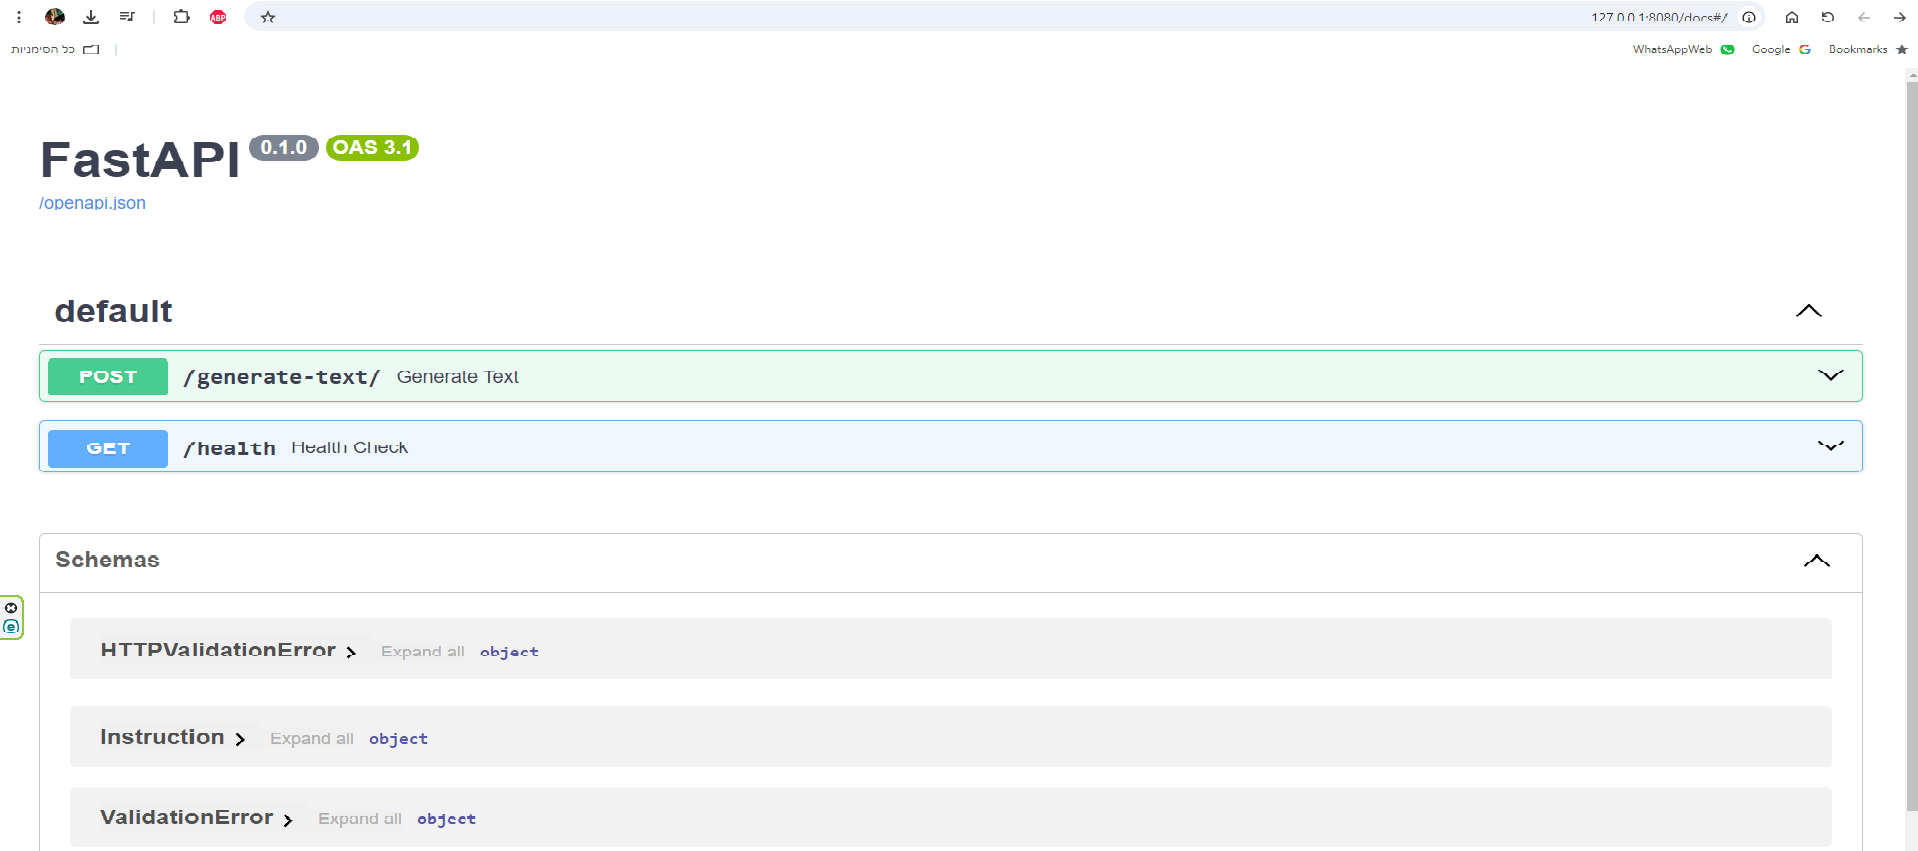 127.0.0.1:8080/docs#/
כל הסימניות
WhatsAppWeb Google Bookmarks
FastAPI 0.1.0 OAS 3.1
/openapi.json
default
POST /generate-text/ Generate Text
GET /health Health Check
Schemas
HTTPValidationError Expand all object
Instruction Expand all object
ValidationError Expand all object
ABP